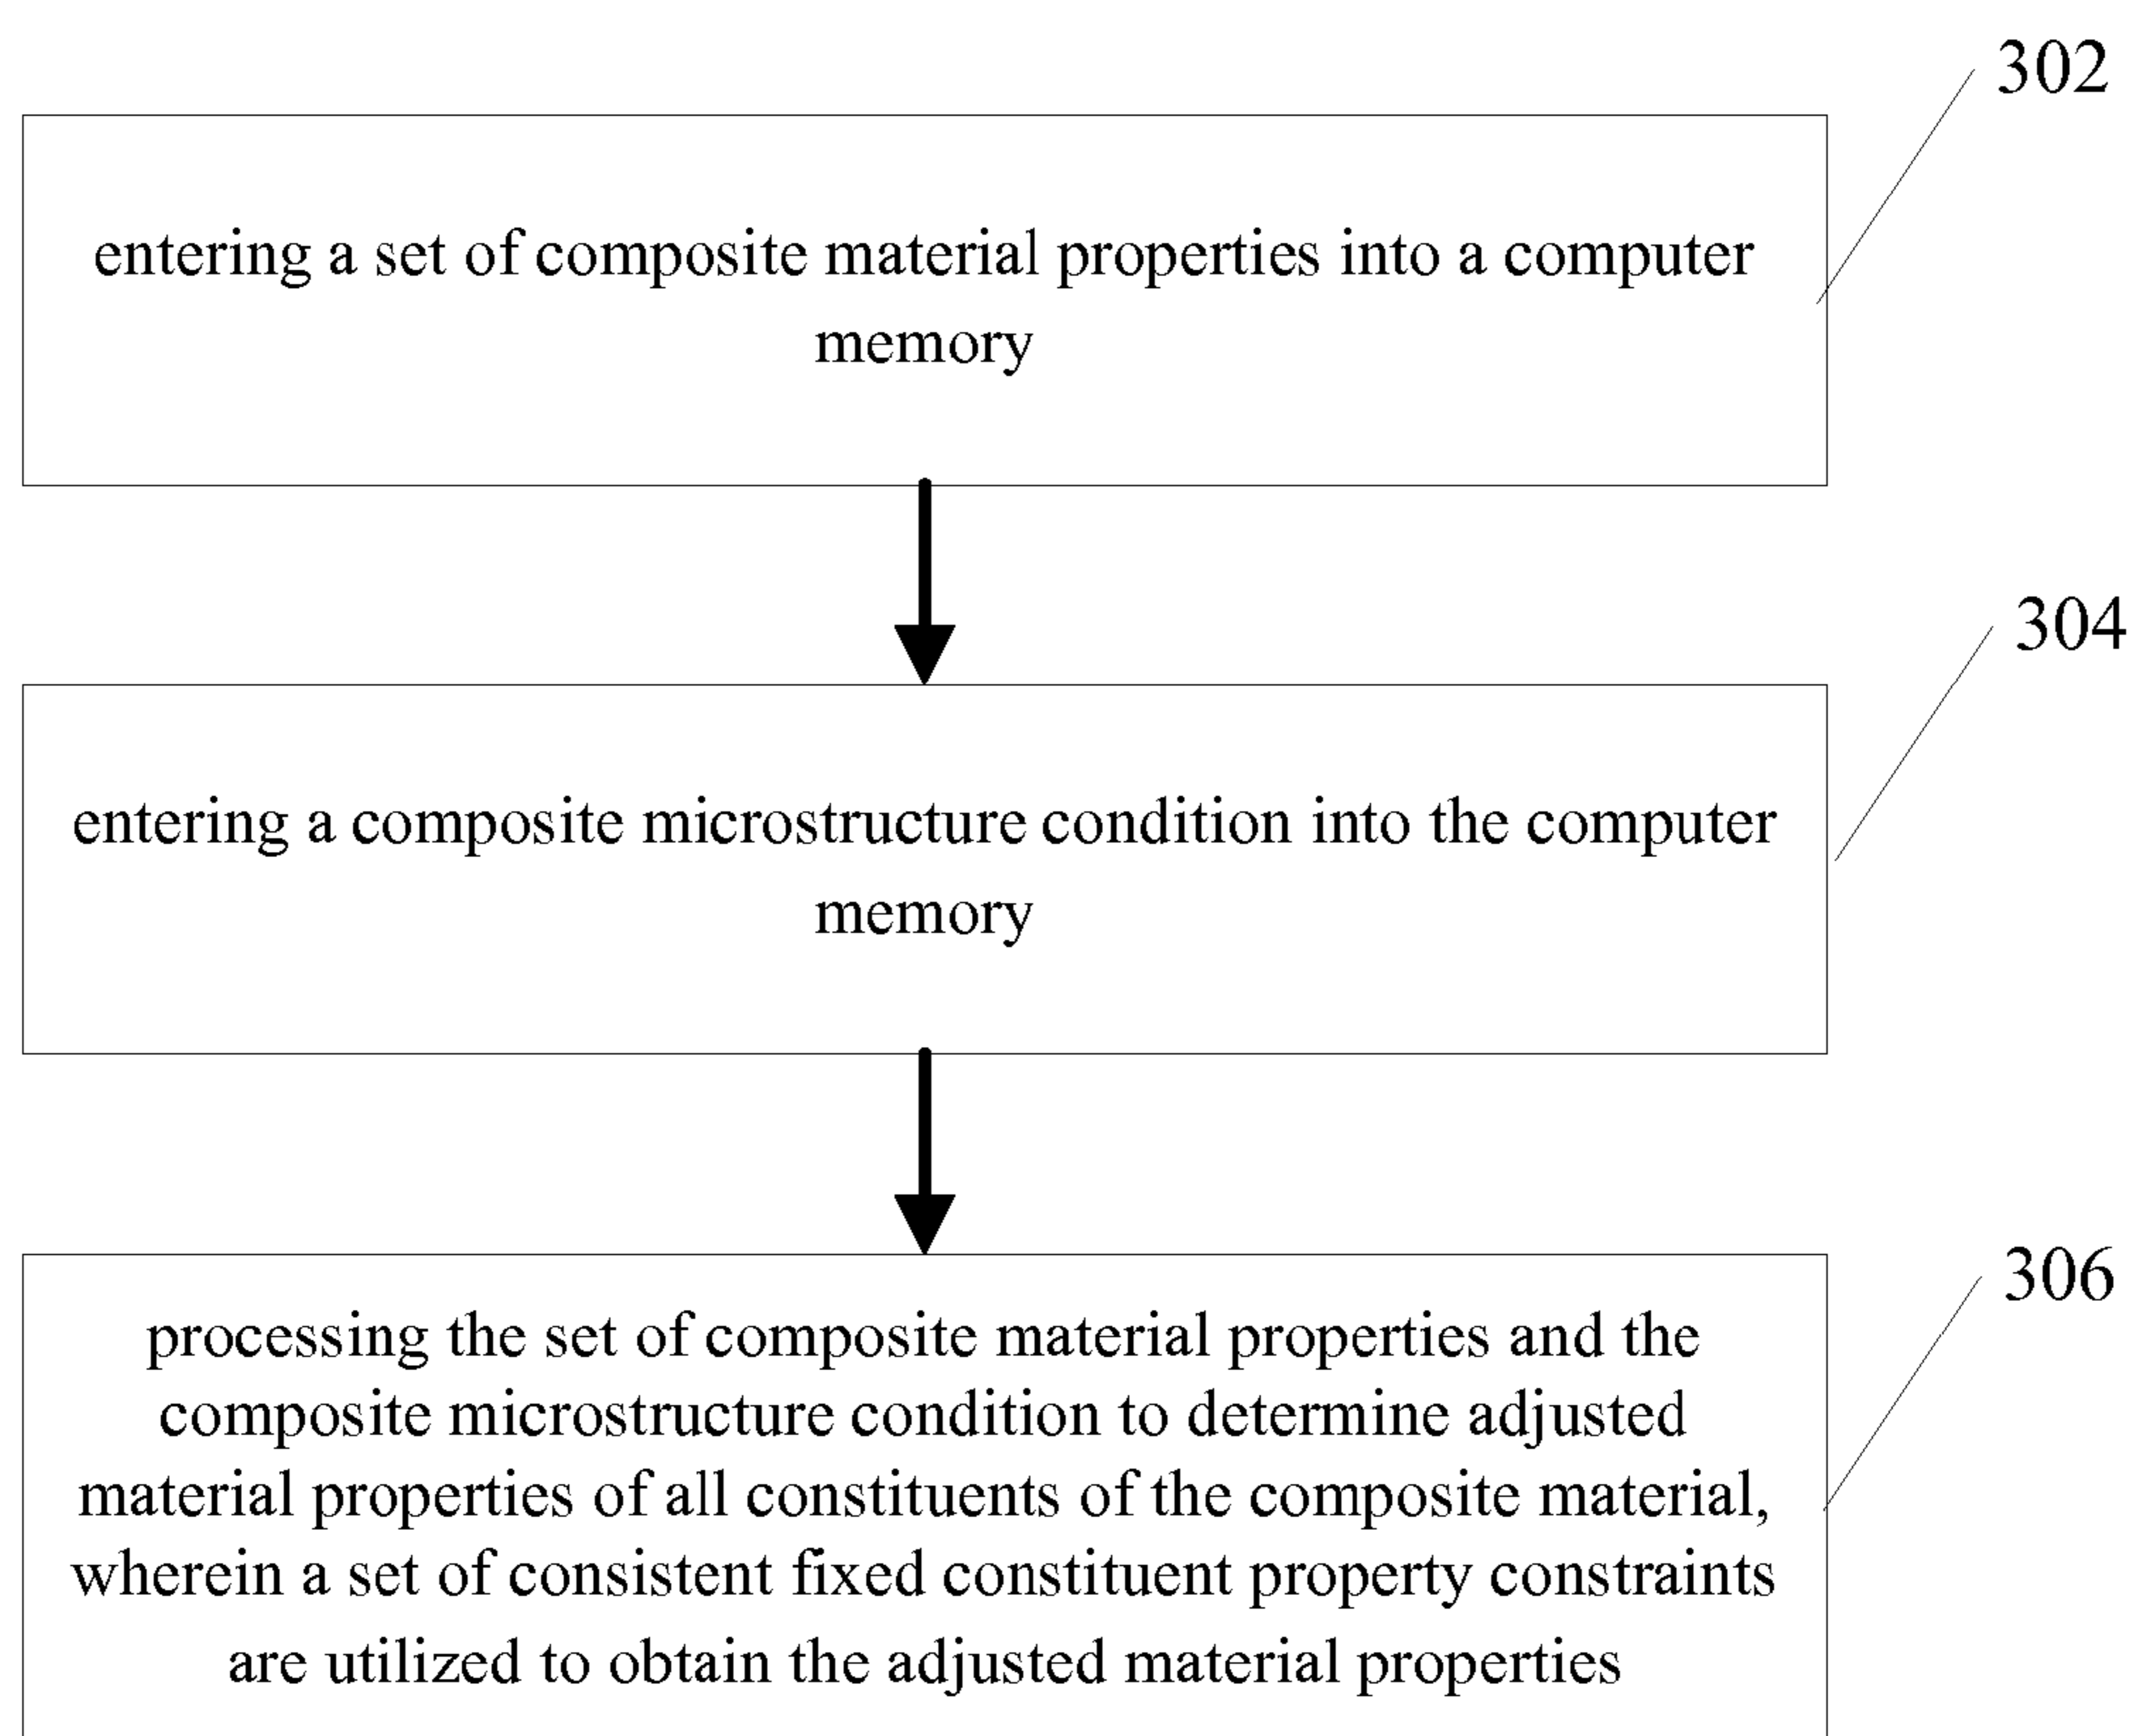 302
entering a set of composite material properties into a computer
memory
304
entering a composite microstructure condition into the computer
memory
306
processing the set of composite material properties and the
composite microstructure condition to determine adjusted
material properties of all constituents of the composite material,
wherein a set of consistent fixed constituent property constraints
are utilized to obtain the adjusted material properties